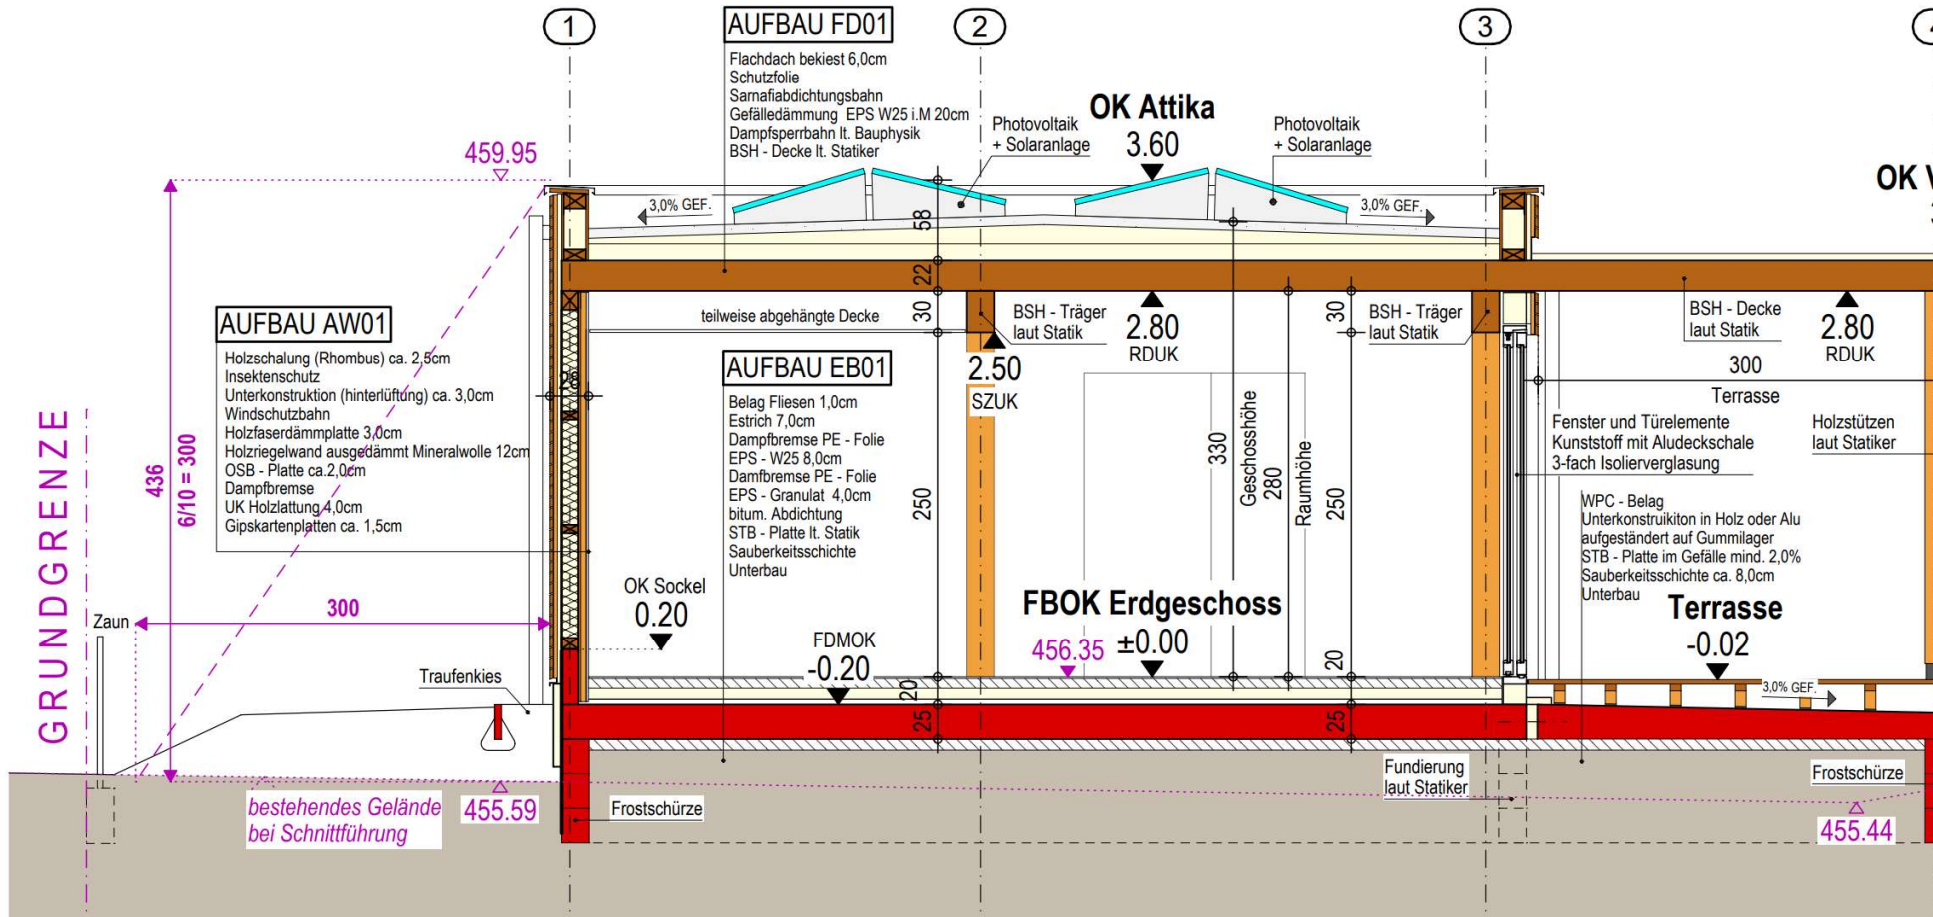 1
2
3
AUFBAU FD01
Flachdach bekiest 6,0cm
Schutzfolie
Sarnafiabdichtungsbahn
Gefälledämmung EPS W25 i.M 20cm
Dampfsperrbahn lt. Bauphysik
BSH - Decke lt. Statiker
Photovoltaik
+ Solaranlage
OK Attika
3.60
Photovoltaik
+ Solaranlage
459.95
OK
3,0% GEF.
3,0% GEF.
58
22
30
teilweise abgehängte Decke
BSH - Träger
laut Statik
2.80
RDUK
30
BSH - Träger
laut Statik
BSH - Decke
laut Statik
2.80
RDUK
2.50
SZUK
300
Terrasse
AUFBAU AW01
Holzschalung (Rhombus) ca. 2,5cm
Insektenschutz
Unterkonstruktion (hinterlüftung) ca. 3,0cm
Windschutzbahn
Holzfaserdämmplatte 3,0cm
Holzriegelwand ausgedämmt Mineralwolle 12cm
OSB - Platte ca.2,0cm
Dampfbremse
UK Holzlattung 4,0cm
Gipskartenplatten ca. 1,5cm
28
AUFBAU EB01
Belag Fliesen 1,0cm
Estrich 7,0cm
Dampfbremse PE - Folie
EPS - W25 8,0cm
Damfbremse PE - Folie
EPS - Granulat 4,0cm
bitum. Abdichtung
STB - Platte lt. Statik
Sauberkeitsschichte
Unterbau
250
330
Geschosshöhe
280
Raumhöhe
250
Fenster und Türelemente
Kunststoff mit Aludeckschale
3-fach Isolierverglasung
Holzstützen
laut Statiker
WPC - Belag
Unterkonstruikition in Holz oder Alu
aufgeständert auf Gummilager
STB - Platte im Gefälle mind. 2,0%
Sauberkeitsschichte ca. 8,0cm
Unterbau
GRUNDGRENZE
436
6/10 = 300
300
Zaun
Traufenkies
OK Sockel
0.20
FDMOK
-0.20
FBOK Erdgeschoss
456.35
±0.00
20
Terrasse
-0.02
3,0% GEF.
20
25
25
bestehendes Gelände
bei Schnittführung
455.59
Frostschürze
Fundierung
laut Statiker
Frostschürze
455.44